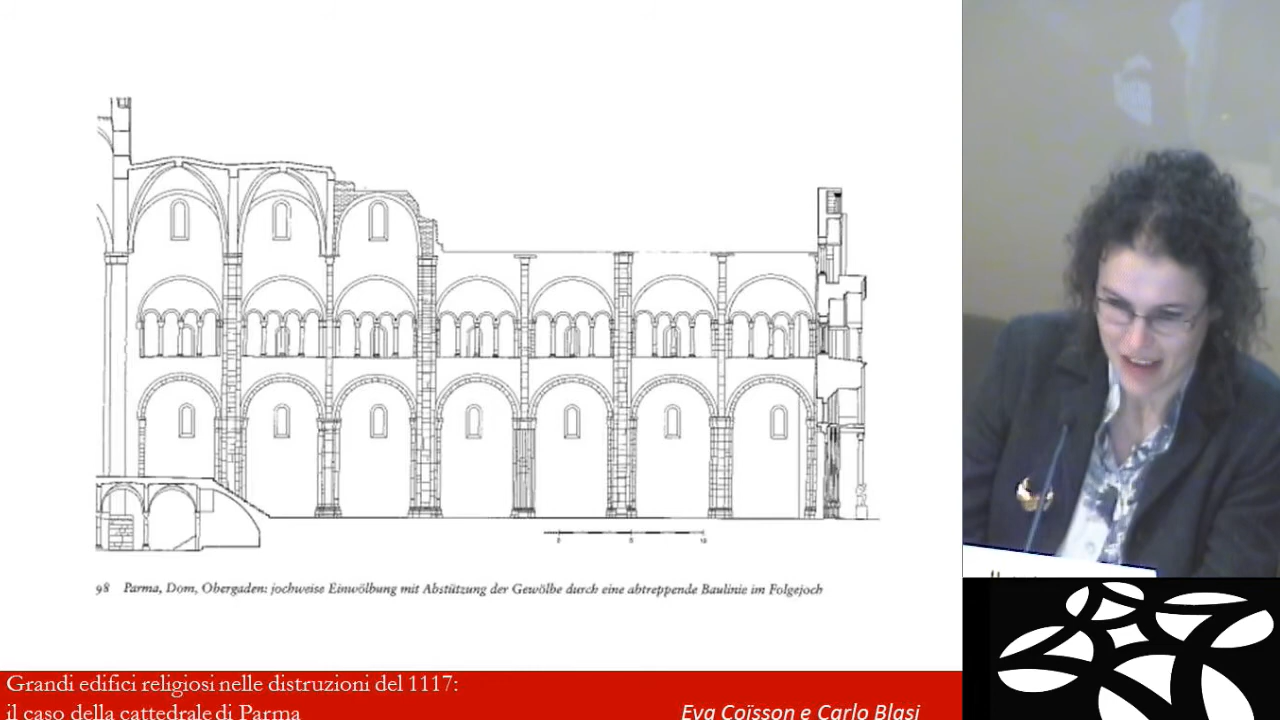 98 Parma, Dom, Obergaden: jochweise Einwölbung mit Abstützung der Gewölbe durch eine abtreppende Baulinie im Folgejoch
Grandi edifici religiosi nelle distruzioni del 1117:
il caso della cattedrale di Parma
Eva Coïsson e Carlo Blasi